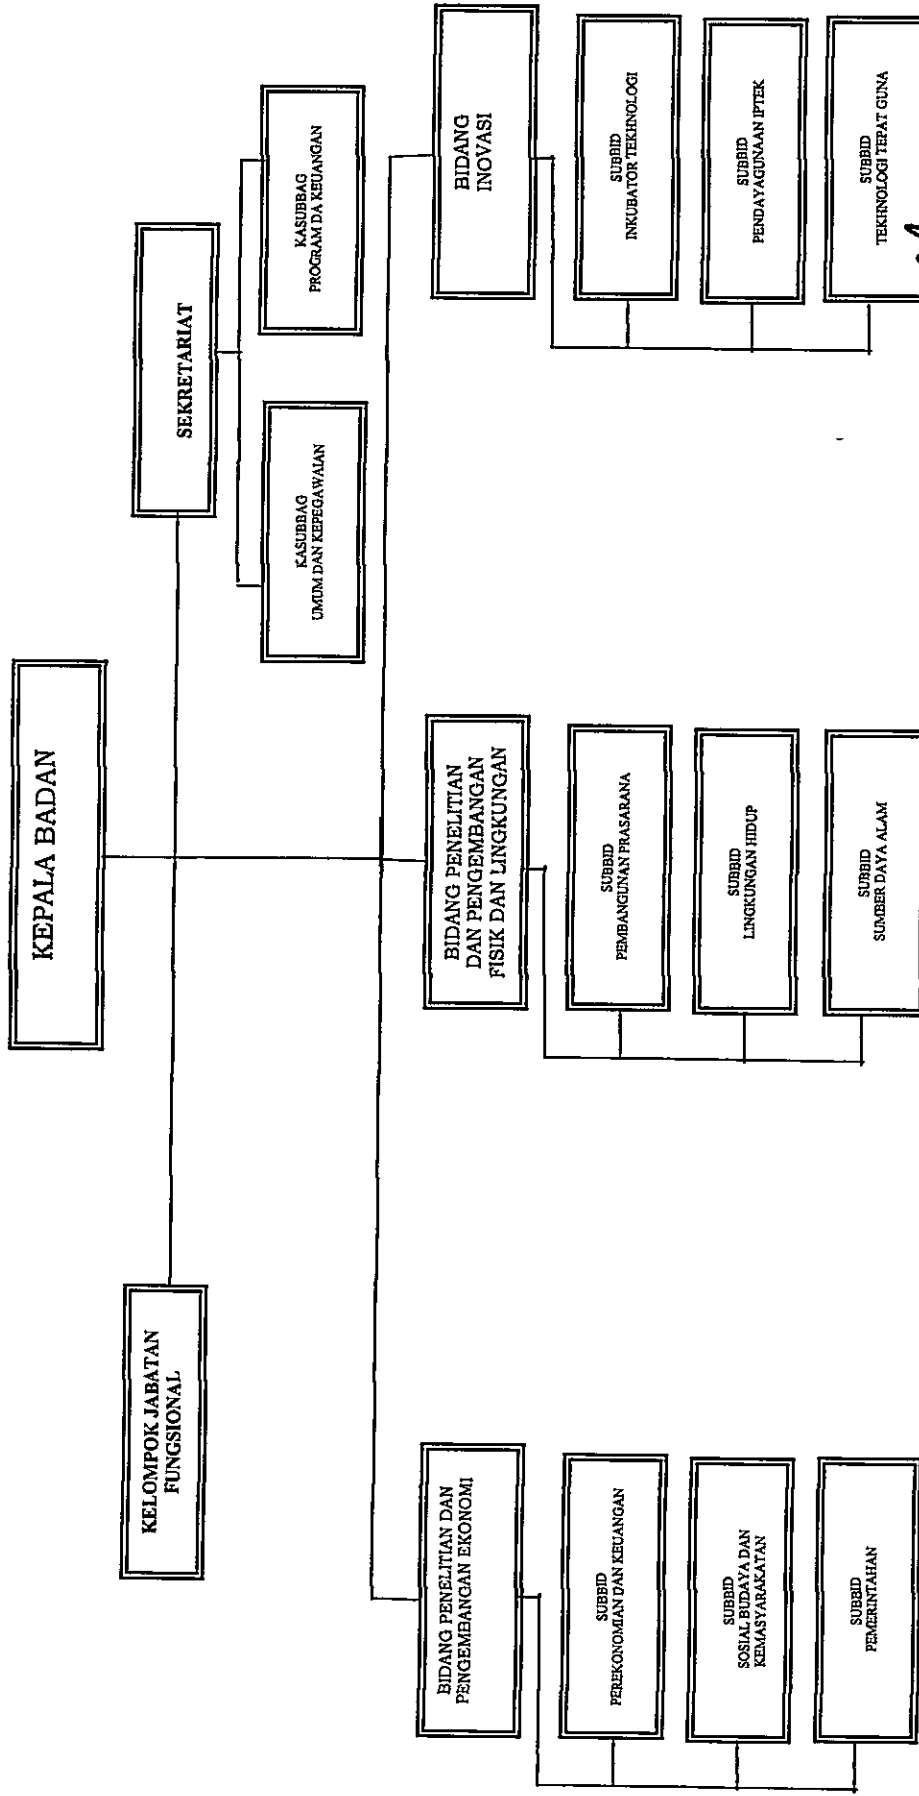 KEPALA BADAN
KELOMPOK JABATAN
FUNGSIONAL
SEKRETARIAT
KASUBBAG
UMUM DAN KEPEGAWAIAN
KASUBBAG
PROGRAM DA KEUANGAN
BIDANG PENELITIAN DAN
PENGEMBANGAN EKONOMI
SUBBID
PEREKONOMIAN DAN KEUANGAN
SUBBID
SOSIAL BUDAYA DAN
KEMASYARAKATAN
SUBBID
PEMERINTAHAN
BIDANG PENELITIAN
DAN PENGEMBANGAN
FISIK DAN LINGKUNGAN
SUBBID
PEMBANGUNAN PRASARANA
SUBBID
LINGKUNGAN HIDUP
SUBBID
SUMBER DAYA ALAM
BIDANG
INOVASI
SUBBID
INKUBATOR TEKHNOLOGI
SUBBID
PENDAYAGUNAAN IPTEK
SUBBID
TEKHNOLOGI TEPAT GUNA